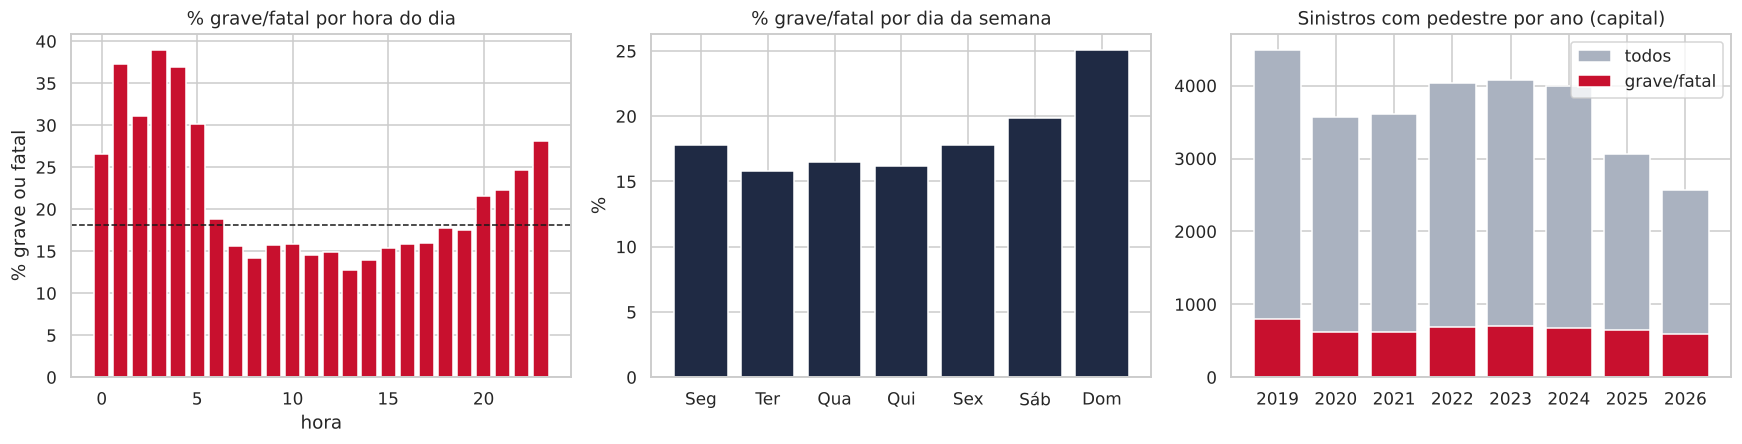 % grave/fatal por hora do dia
% grave ou fatal
40
35
30
25
20
15
10
5
0
0 5 10 15 20
hora
% grave/fatal por dia da semana
%
25
20
15
10
5
0
Seg Ter Qua Qui Sex Sáb Dom
Sinistros com pedestre por ano (capital)
todos
grave/fatal
4000
3000
2000
1000
0
2019 2020 2021 2022 2023 2024 2025 2026